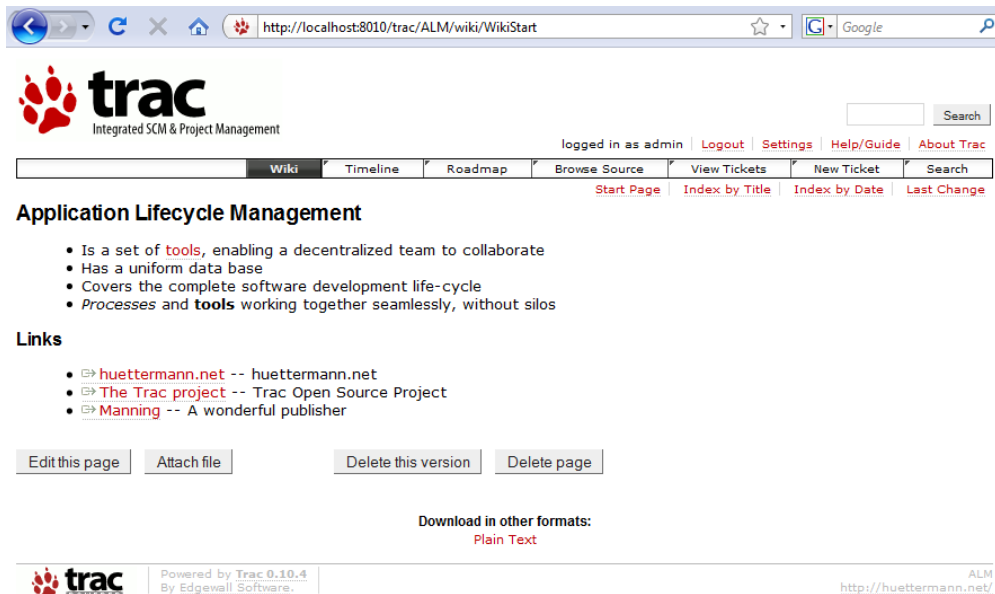 http://localhost:8010/trac/ALM/wiki/WikiStart
G Google
trac
Integrated SCM & Project Management
Search
logged in as admin Logout Settings Help/Guide About Trac
Wiki Timeline Roadmap Browse Source View Tickets New Ticket Search
Start Page Index by Title Index by Date Last Change
Application Lifecycle Management
• Is a set of tools, enabling a decentralized team to collaborate
• Has a uniform data base
• Covers the complete software development life-cycle
• Processes and tools working together seamlessly, without silos
Links
• huettermann.net -- huettermann.net
• The Trac project -- Trac Open Source Project
• Manning -- A wonderful publisher
Edit this page Attach file Delete this version Delete page
Download in other formats:
Plain Text
trac Powered by Trac 0.10.4 ALM
By Edgewall Software. http://huettermann.net/